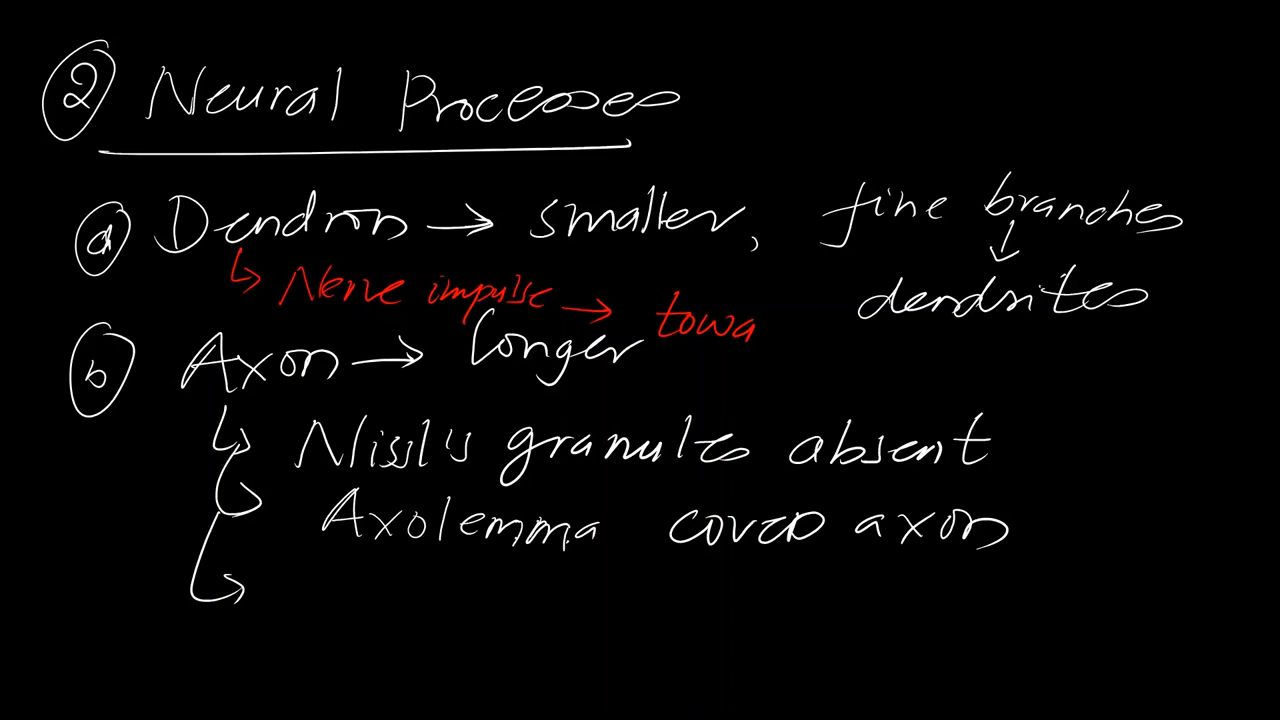 2 Neural Processes
a Dendron → smaller, fine branches
↓
dendrites
↳ Nerve impulse → towa
b Axon → longer
↳ Nissl's granules absent
↳ Axolemma covers axon
↳